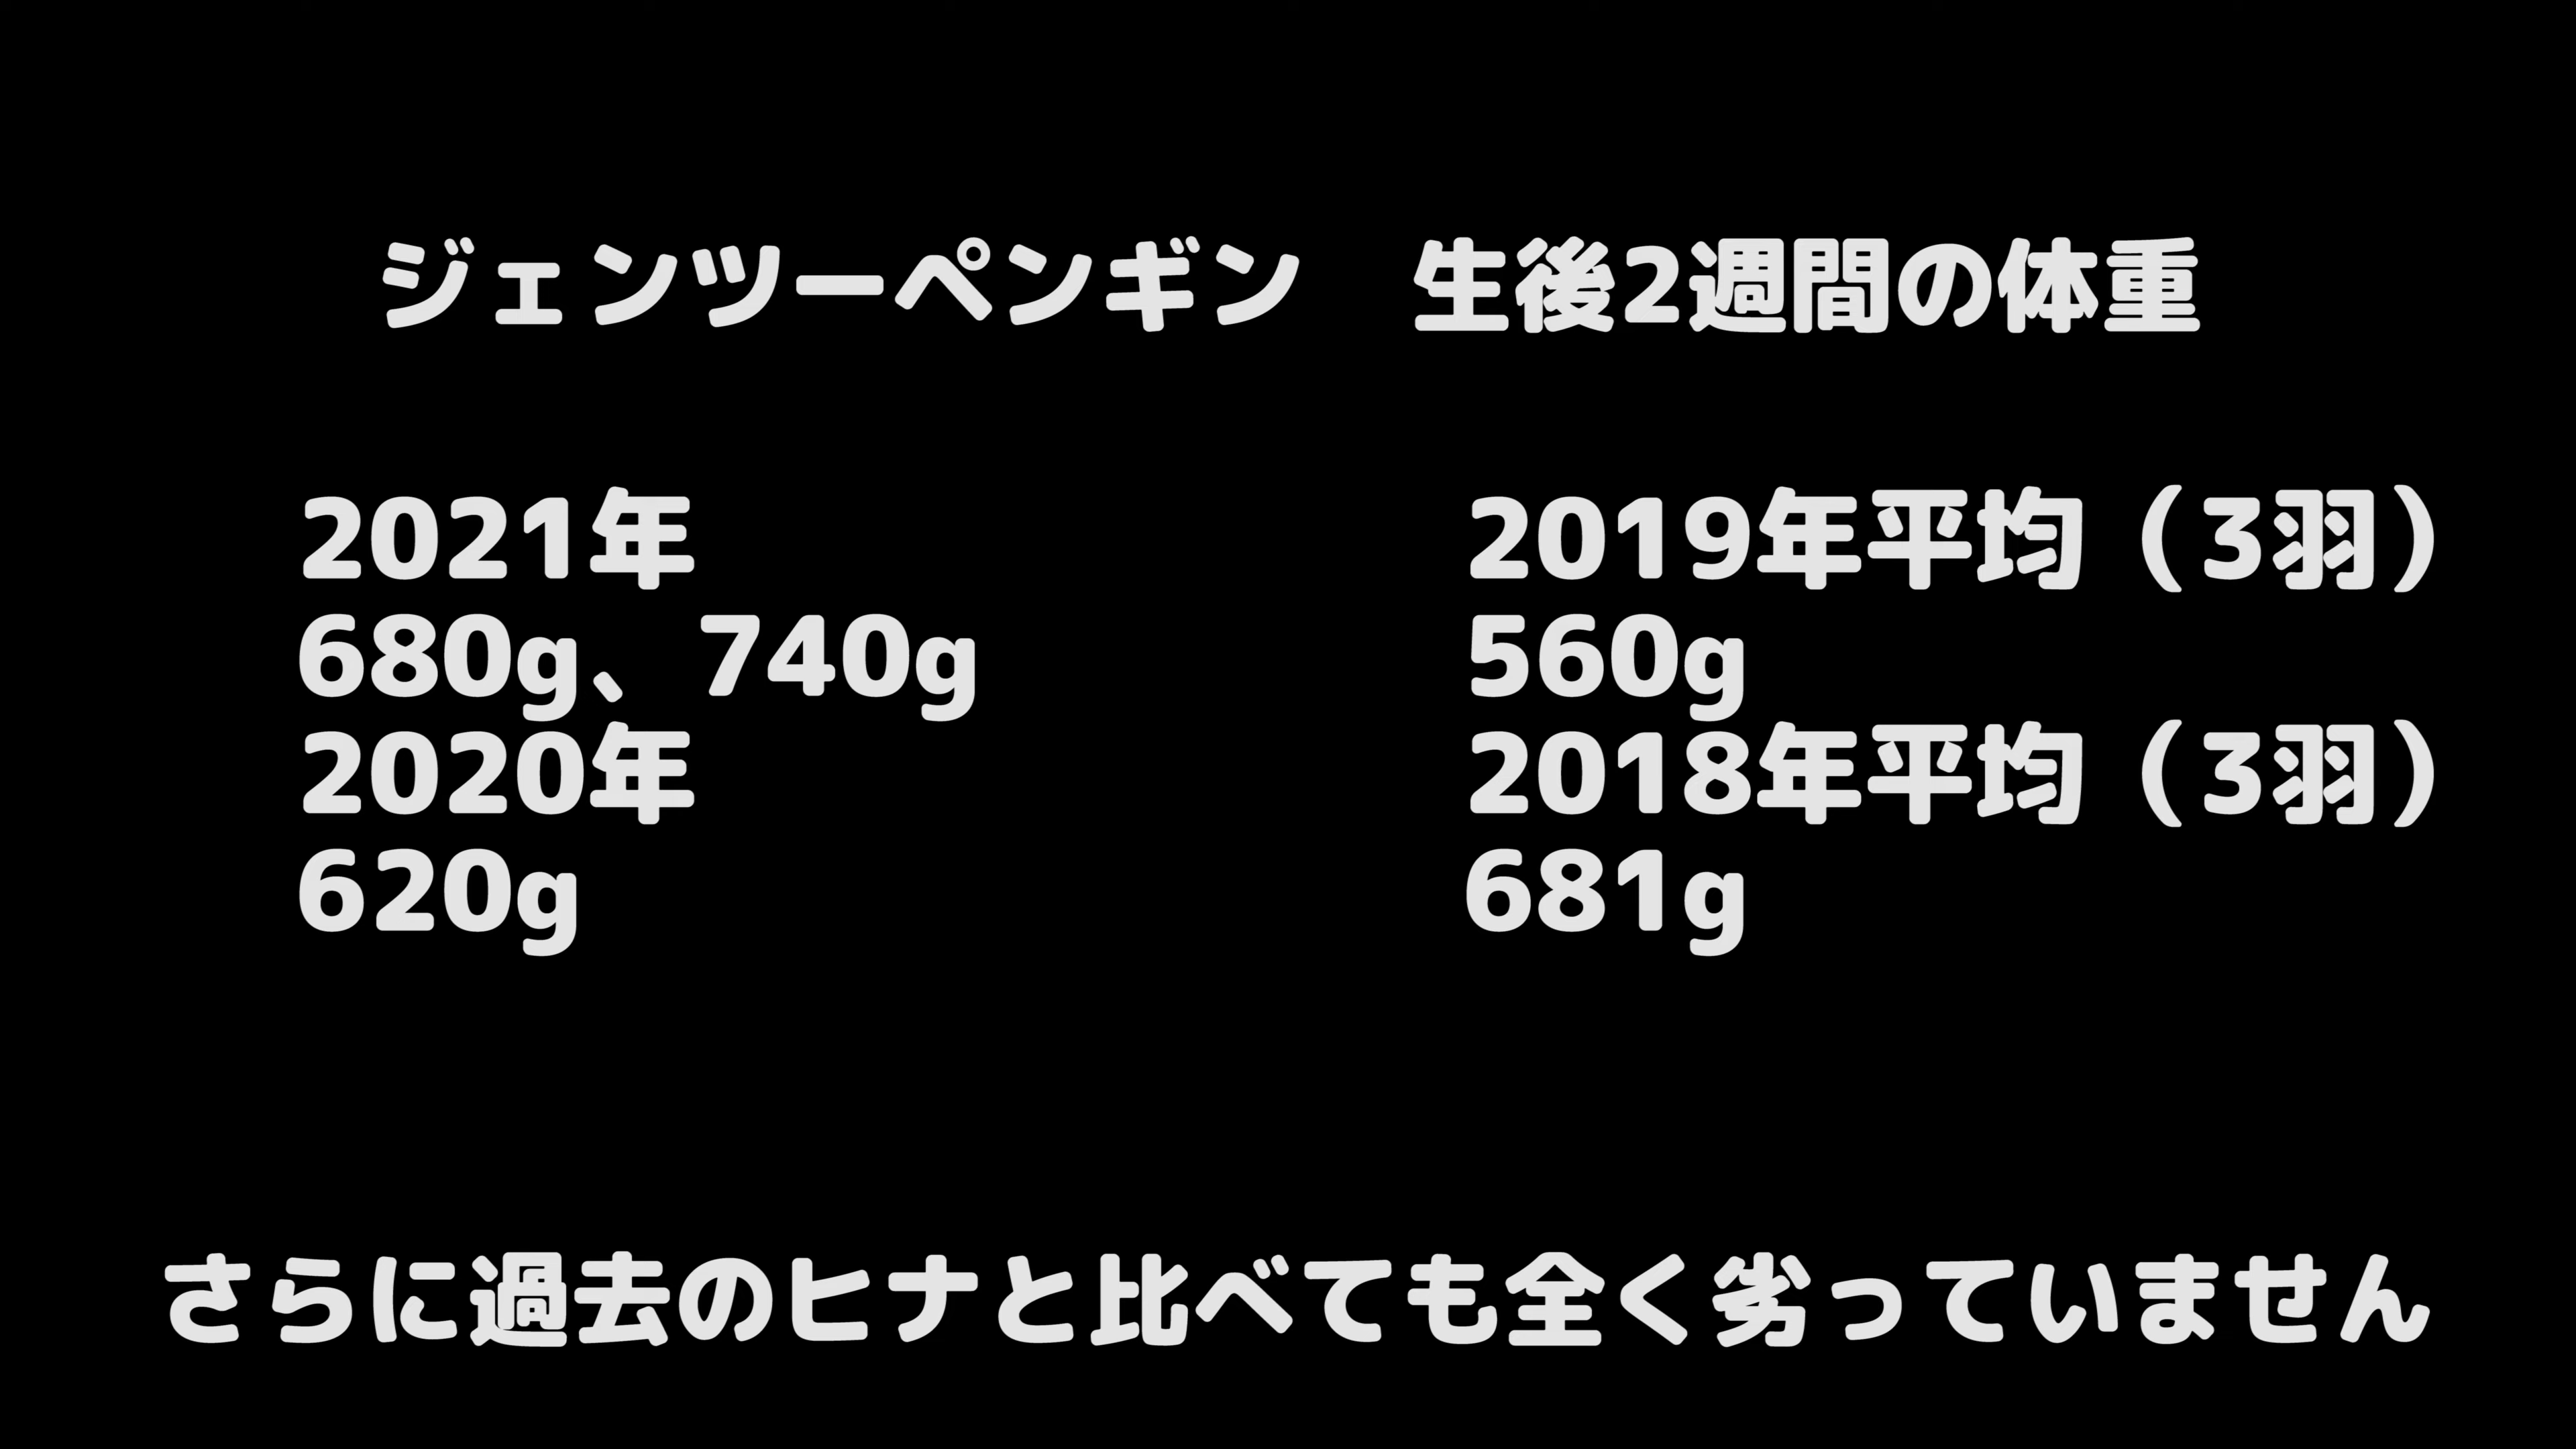 ジェンツーペンギン　生後2週間の体重
2021年
680g、740g
2020年
620g
2019年平均（3羽）
560g
2018年平均（3羽）
681g
さらに過去のヒナと比べても全く劣っていません